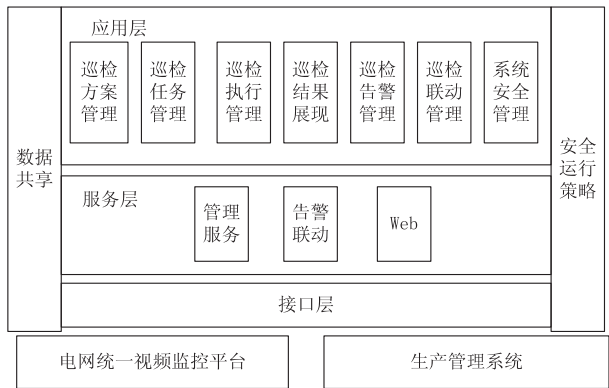 应用层
巡检
方案
管理
巡检
任务
管理
巡检
执行
管理
巡检
结果
展现
巡检
告警
管理
巡检
联动
管理
系统
安全
管理
数据
共享
安全
运行
策略
服务层
管理
服务
告警
联动
Web
接口层
电网统一视频监控平台
生产管理系统